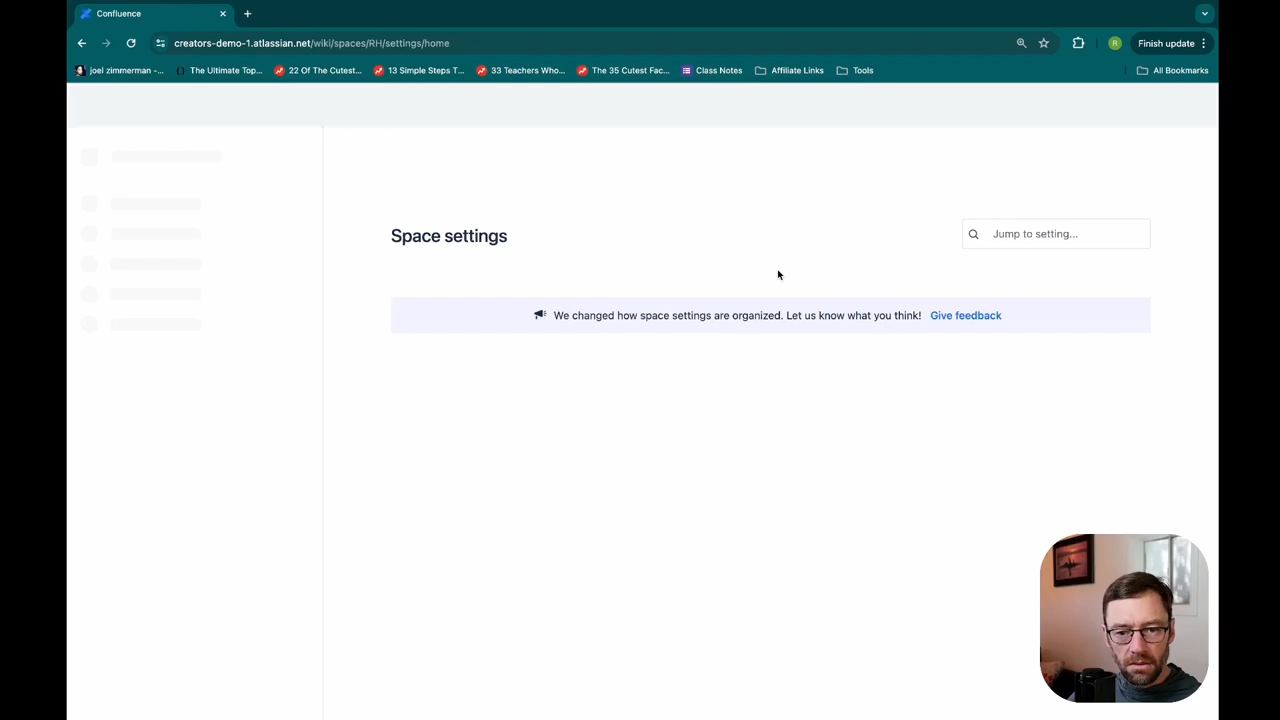 Confluence
creators-demo-1.atlassian.net/wiki/spaces/RH/settings/home
R
Finish update
joel zimmerman -...
The Ultimate Top...
22 Of The Cutest...
13 Simple Steps T...
33 Teachers Who...
The 35 Cutest Fac...
Class Notes
Affiliate Links
Tools
All Bookmarks
Space settings
Jump to setting...
We changed how space settings are organized. Let us know what you think! Give feedback